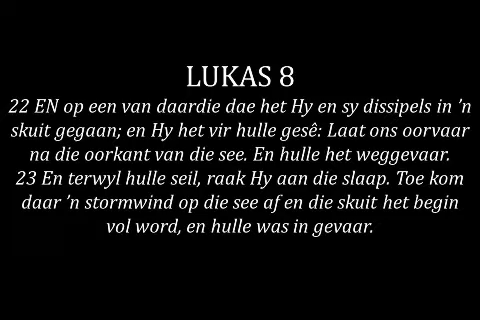 LUKAS 8
22 EN op een van daardie dae het Hy en sy dissipels in ’n
skuit gegaan; en Hy het vir hulle gesê: Laat ons oorvaar
na die oorkant van die see. En hulle het weggevaar.
23 En terwyl hulle seil, raak Hy aan die slaap. Toe kom
daar ’n stormwind op die see af en die skuit het begin
vol word, en hulle was in gevaar.